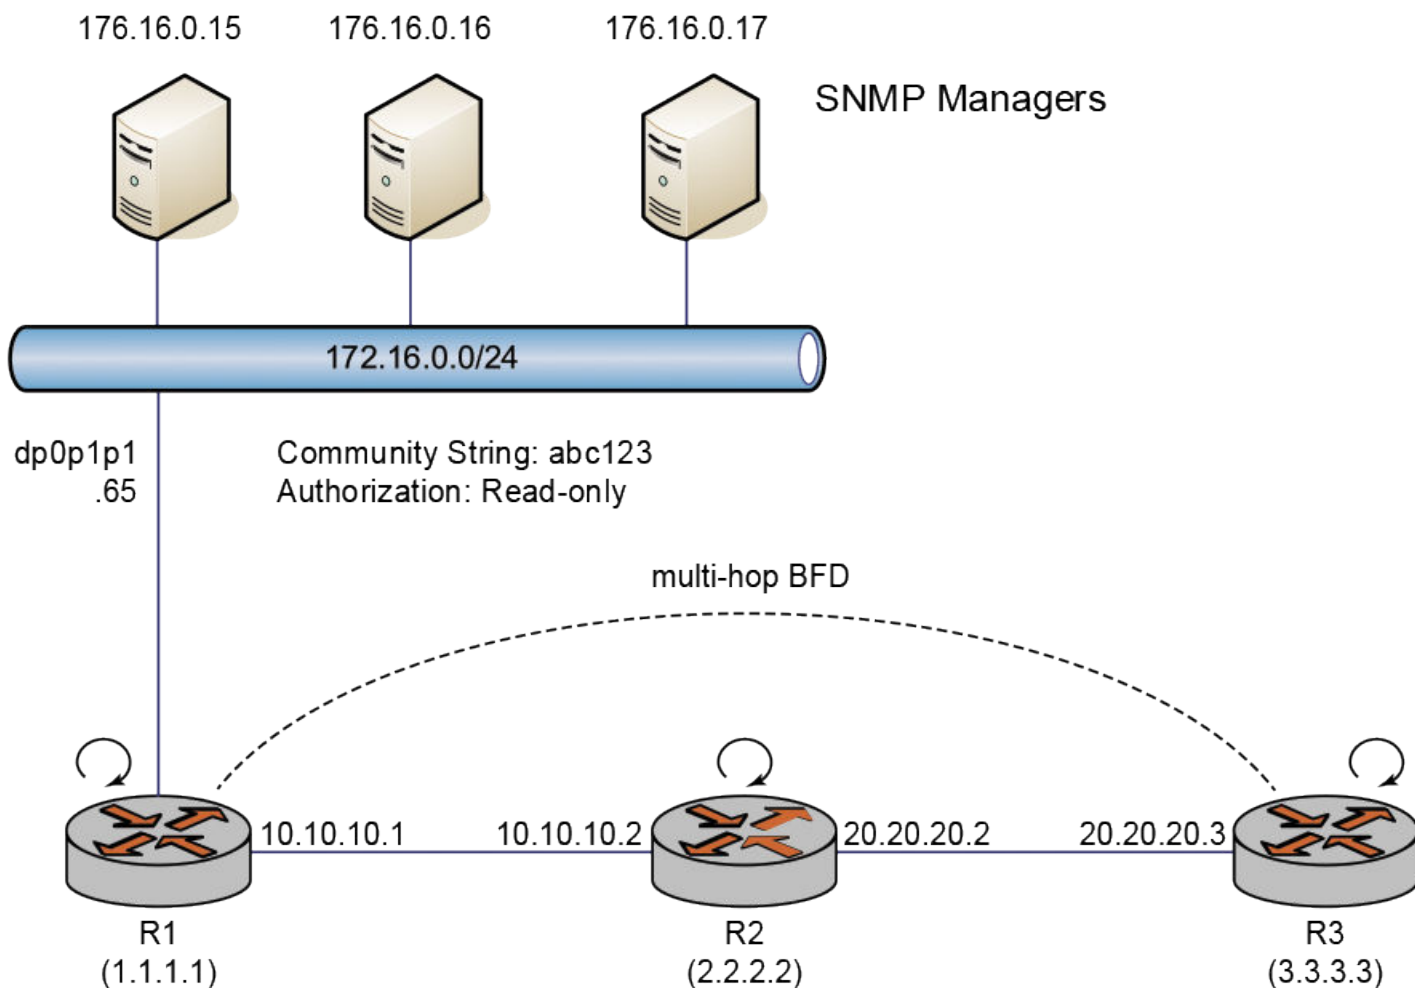 176.16.0.15
176.16.0.16
176.16.0.17
SNMP Managers
172.16.0.0/24
dp0p1p1
.65
Community String: abc123
Authorization: Read-only
multi-hop BFD
10.10.10.1
10.10.10.2
20.20.20.2
20.20.20.3
R1
(1.1.1.1)
R2
(2.2.2.2)
R3
(3.3.3.3)